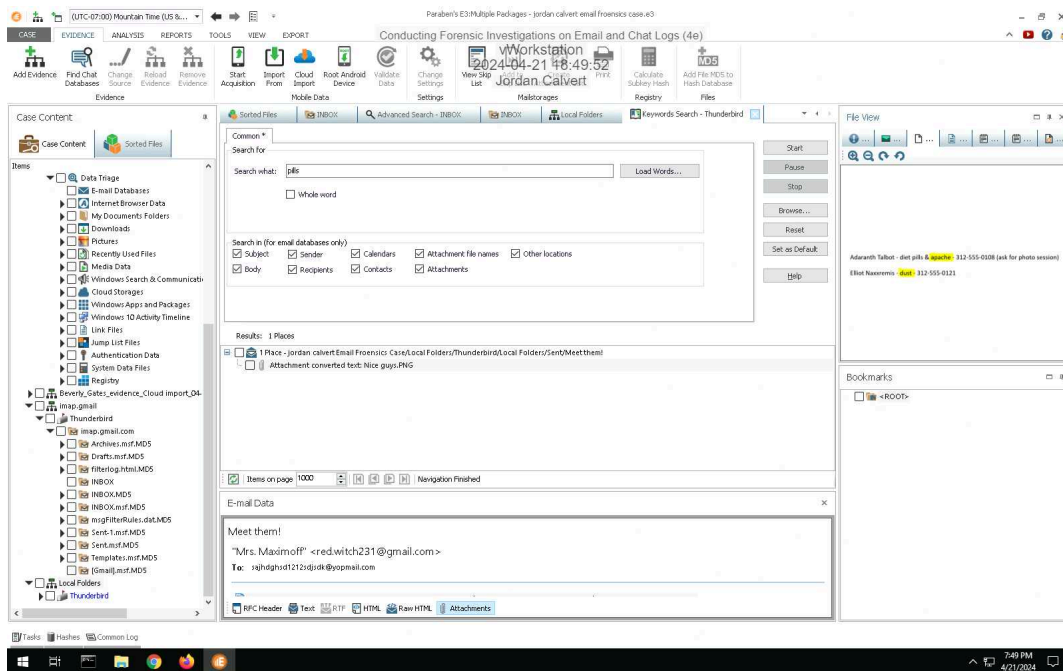 (UTC-07:00) Mountain Time (US &...
Paraben's E3:Multiple Packages - jordan calvert email froensics case.e3
CASE EVIDENCE ANALYSIS REPORTS TOOLS VIEW EXPORT
Conducting Forensic Investigations on Email and Chat Logs (4e)
vWorkstation
2024-04-21 18:49:52
Jordan Calvert
Add Evidence
Find Chat Databases
Change Source
Reload Evidence
Remove Evidence
Start Acquisition
Import From
Cloud Import
Root Android Device
Validate Data
Change Settings
View Skip List
Print
Calculate Subkey Hash
Add File MD5 to Hash Database
Evidence
Mobile Data
Settings
Mailstorages
Registry
Files
Case Content
Case Content
Sorted Files
Items
Data Triage
E-mail Databases
Internet Browser Data
My Documents Folders
Downloads
Pictures
Recently Used Files
Media Data
Windows Search & Communicati
Cloud Storages
Windows Apps and Packages
Windows 10 Activity Timeline
Link Files
Jump List Files
Authentication Data
System Data Files
Registry
Beverly_Gates_evidence_Cloud import_04-
imap.gmail
Thunderbird
imap.gmail.com
Archives.msf.MD5
Drafts.msf.MD5
filterlog.html.MD5
INBOX
INBOX.MD5
INBOX.msf.MD5
msgFilterRules.dat.MD5
Sent-1.msf.MD5
Sent.msf.MD5
Templates.msf.MD5
[Gmail].msf.MD5
Local Folders
Thunderbird
Sorted Files
INBOX
Advanced Search - INBOX
INBOX
Local Folders
Keywords Search - Thunderbird
Common *
Search for
Search what: pills
Load Words...
Whole word
Search in (for email databases only)
Subject Sender Calendars Attachment file names Other locations
Body Recipients Contacts Attachments
Start
Pause
Stop
Browse...
Reset
Set as Default
Help
Results: 1 Places
1 Place - jordan calvert Email Froensics Case/Local Folders/Thunderbird/Local Folders/Sent/Meet them!
Attachment converted text: Nice guys.PNG
Items on page 1000 Navigation Finished
E-mail Data
Meet them!
"Mrs. Maximoff" <red.witch231@gmail.com>
To: sajhdghsd1212sdjsdk@yopmail.com
RFC Header Text RTF HTML Raw HTML Attachments
File View
Adaranth Talbot - diet pills & apache - 312-555-0108 (ask for photo session)
Elliot Naxeremis - dust - 312-555-0121
Bookmarks
<ROOT>
Tasks Hashes Common Log
7:49 PM
4/21/2024